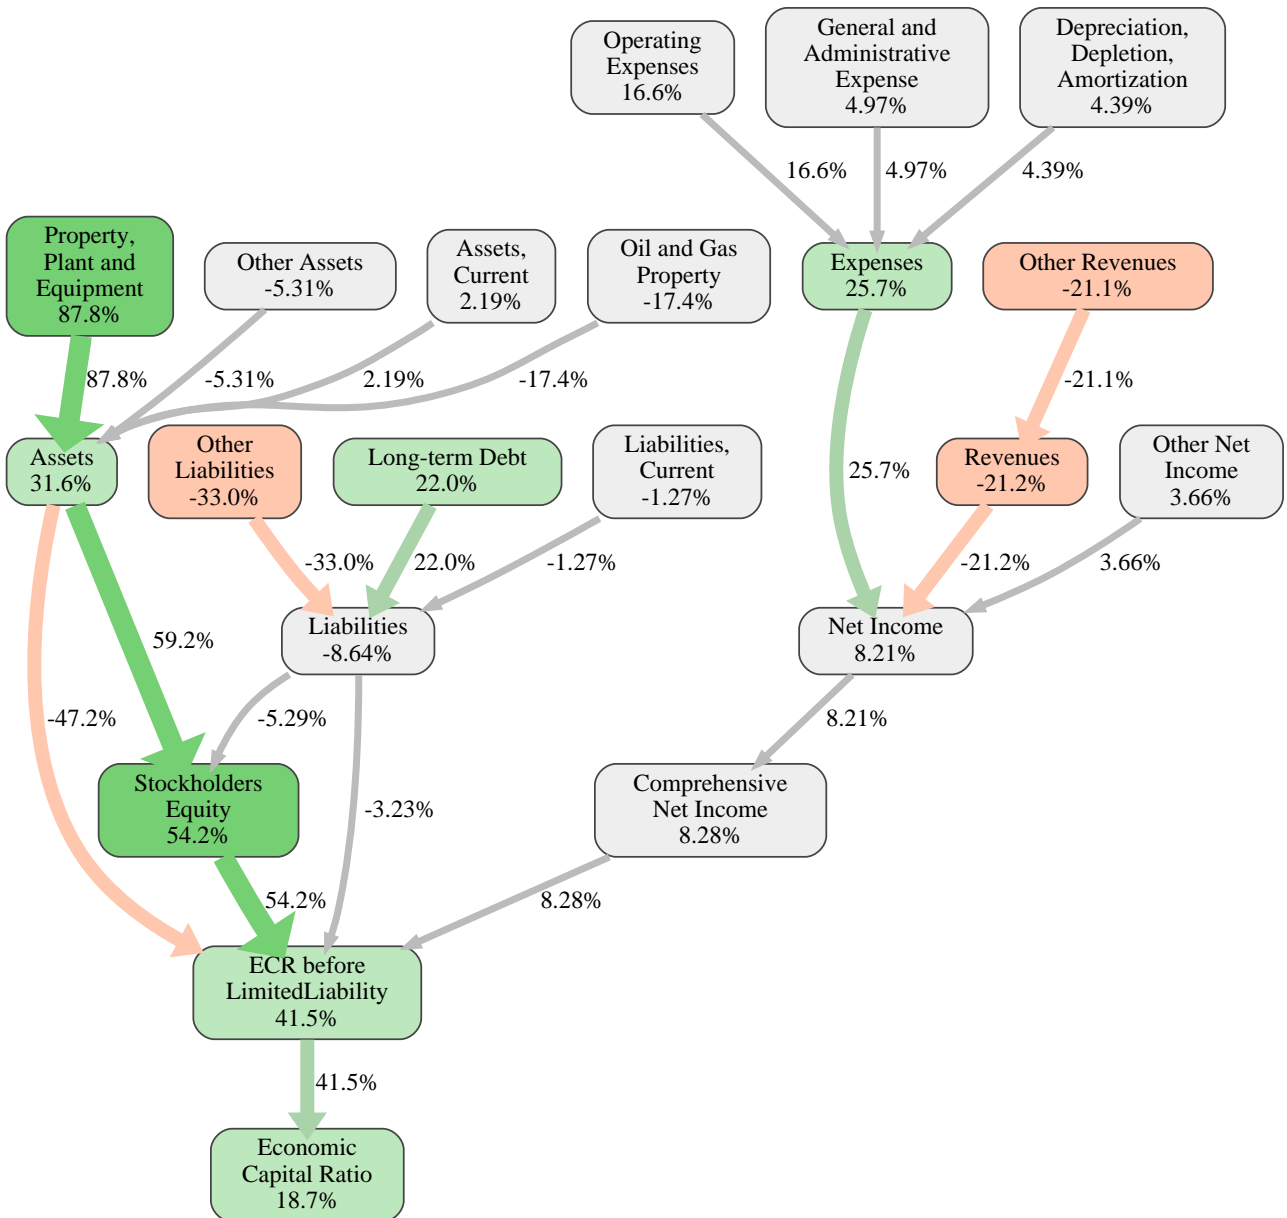 Operating
Expenses
16.6%
General and
Administrative
Expense
4.97%
Depreciation,
Depletion,
Amortization
4.39%
16.6%
4.97%
4.39%
Property,
Plant and
Equipment
87.8%
Other Assets
-5.31%
Assets,
Current
2.19%
Oil and Gas
Property
-17.4%
Expenses
25.7%
Other Revenues
-21.1%
87.8%
-5.31%
2.19%
-17.4%
-21.1%
Assets
31.6%
Other
Liabilities
-33.0%
Long-term Debt
22.0%
Liabilities,
Current
-1.27%
25.7%
Revenues
-21.2%
Other Net
Income
3.66%
-33.0%
22.0%
-1.27%
-21.2%
3.66%
59.2%
Liabilities
-8.64%
Net Income
8.21%
-47.2%
-5.29%
8.21%
Stockholders
Equity
54.2%
-3.23%
Comprehensive
Net Income
8.28%
54.2%
8.28%
ECR before
LimitedLiability
41.5%
41.5%
Economic
Capital Ratio
18.7%